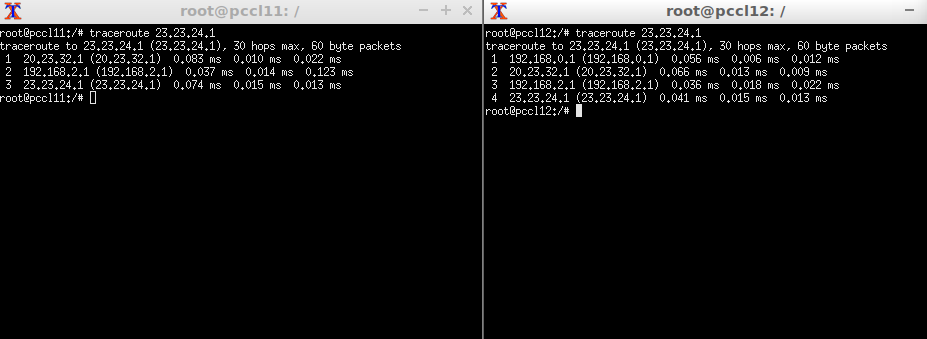 root@pccl11: /
root@pccl11:/# traceroute 23.23.24.1
traceroute to 23.23.24.1 (23.23.24.1), 30 hops max, 60 byte packets
1 20.23.32.1 (20.23.32.1) 0.083 ms 0.010 ms 0.022 ms
2 192.168.2.1 (192.168.2.1) 0.037 ms 0.014 ms 0.123 ms
3 23.23.24.1 (23.23.24.1) 0.074 ms 0.015 ms 0.013 ms
root@pccl11:/#
root@pccl12: /
root@pccl12:/# traceroute 23.23.24.1
traceroute to 23.23.24.1 (23.23.24.1), 30 hops max, 60 byte packets
1 192.168.0.1 (192.168.0.1) 0.056 ms 0.006 ms 0.012 ms
2 20.23.32.1 (20.23.32.1) 0.066 ms 0.013 ms 0.009 ms
3 192.168.2.1 (192.168.2.1) 0.036 ms 0.018 ms 0.022 ms
4 23.23.24.1 (23.23.24.1) 0.041 ms 0.015 ms 0.013 ms
root@pccl12:/#